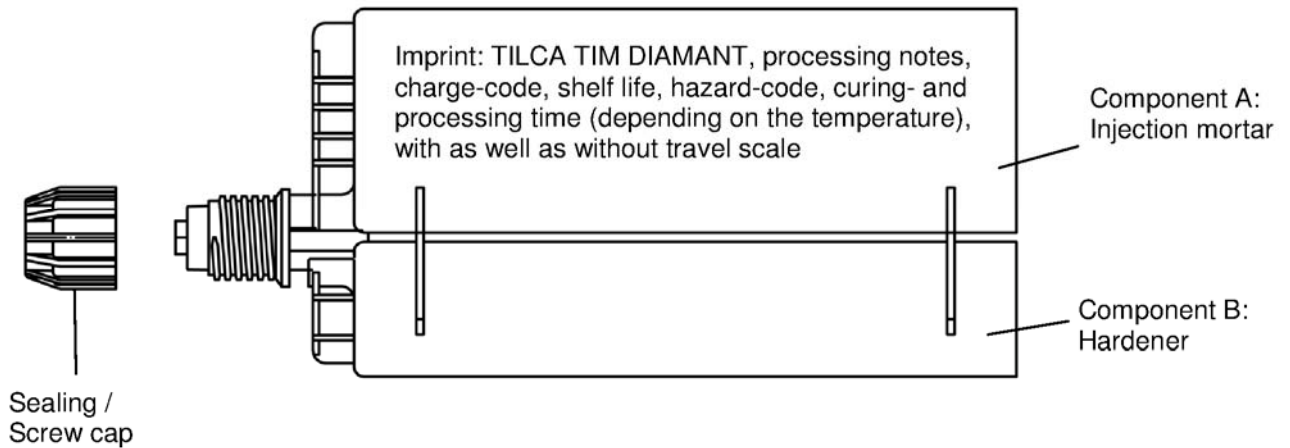 Imprint: TILCA TIM DIAMANT, processing notes,
charge-code, shelf life, hazard-code, curing- and
processing time (depending on the temperature),
with as well as without travel scale
Component A:
Injection mortar
Component B:
Hardener
Sealing /
Screw cap